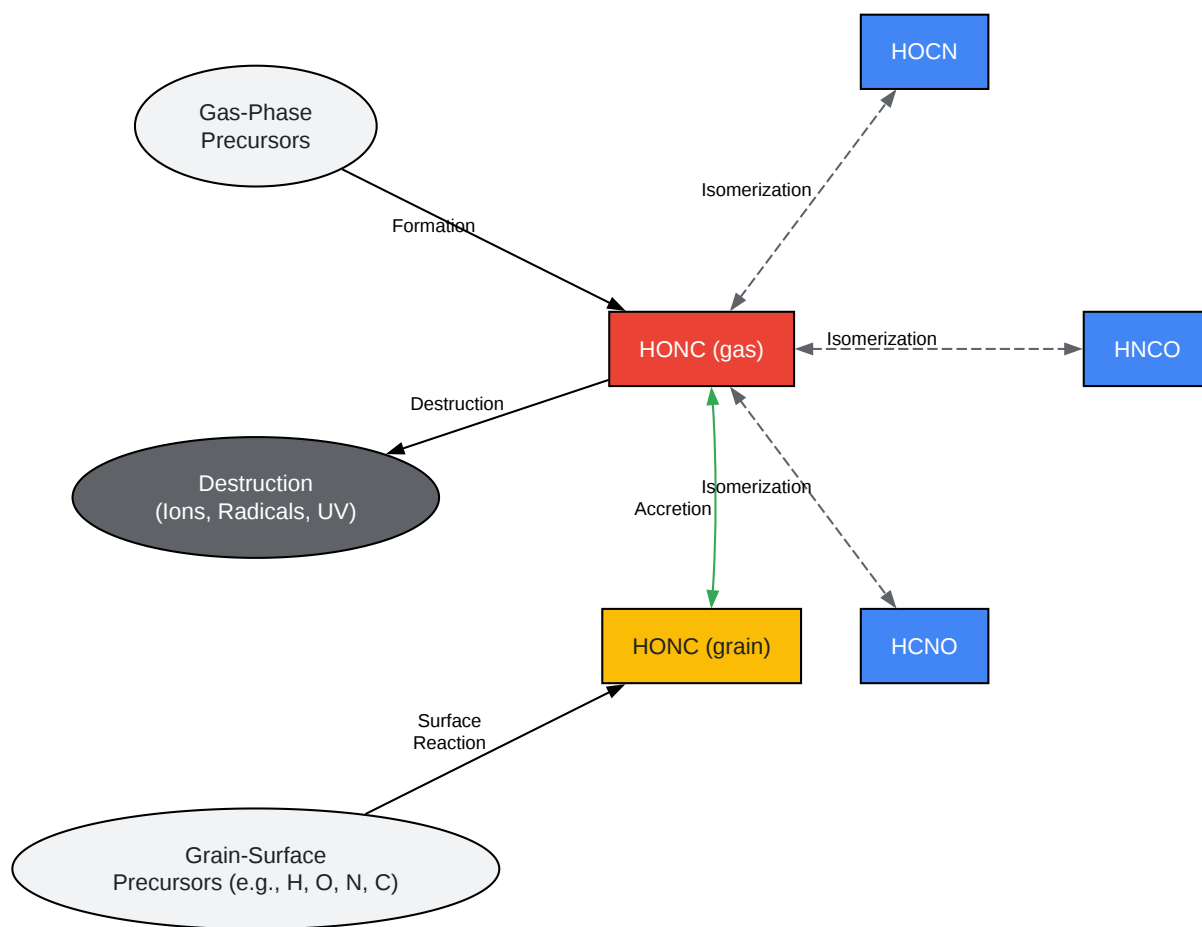 HOCN
Gas-Phase
Precursors
Isomerization
Formation
HONC (gas)
Isomerization
HNCO
Destruction
Destruction
(Ions, Radicals, UV)
Isomerization
Accretion
HONC (grain)
HCNO
Surface
Reaction
Grain-Surface
Precursors (e.g., H, O, N, C)